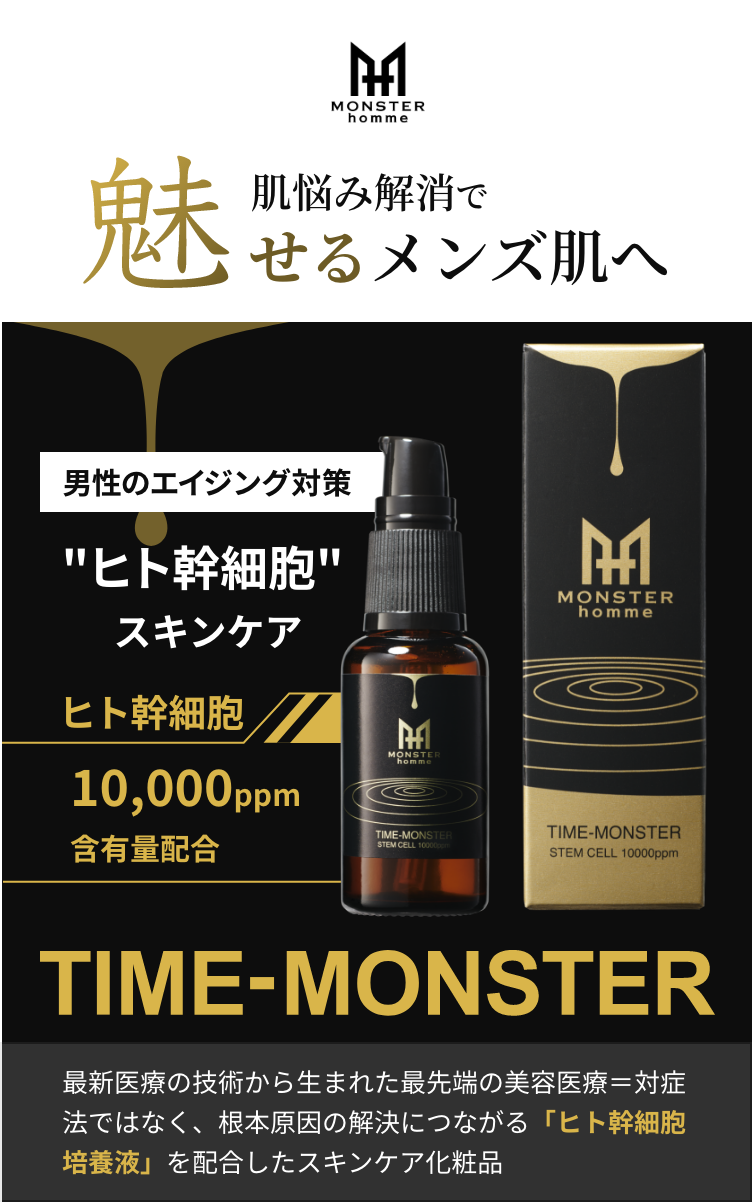 MONSTER
homme
肌悩み解消で
魅せるメンズ肌へ
男性のエイジング対策
"ヒト幹細胞"
スキンケア
ヒト幹細胞
10,000ppm
含有量配合
MONSTER
homme
TIME-MONSTER
STEM CELL 10000ppm
MONSTER
homme
TIME-MONSTER
STEM CELL 10000ppm
TIME-MONSTER
最新医療の技術から生まれた最先端の美容医療＝対症
法ではなく、根本原因の解決につながる「ヒト幹細胞
培養液」を配合したスキンケア化粧品